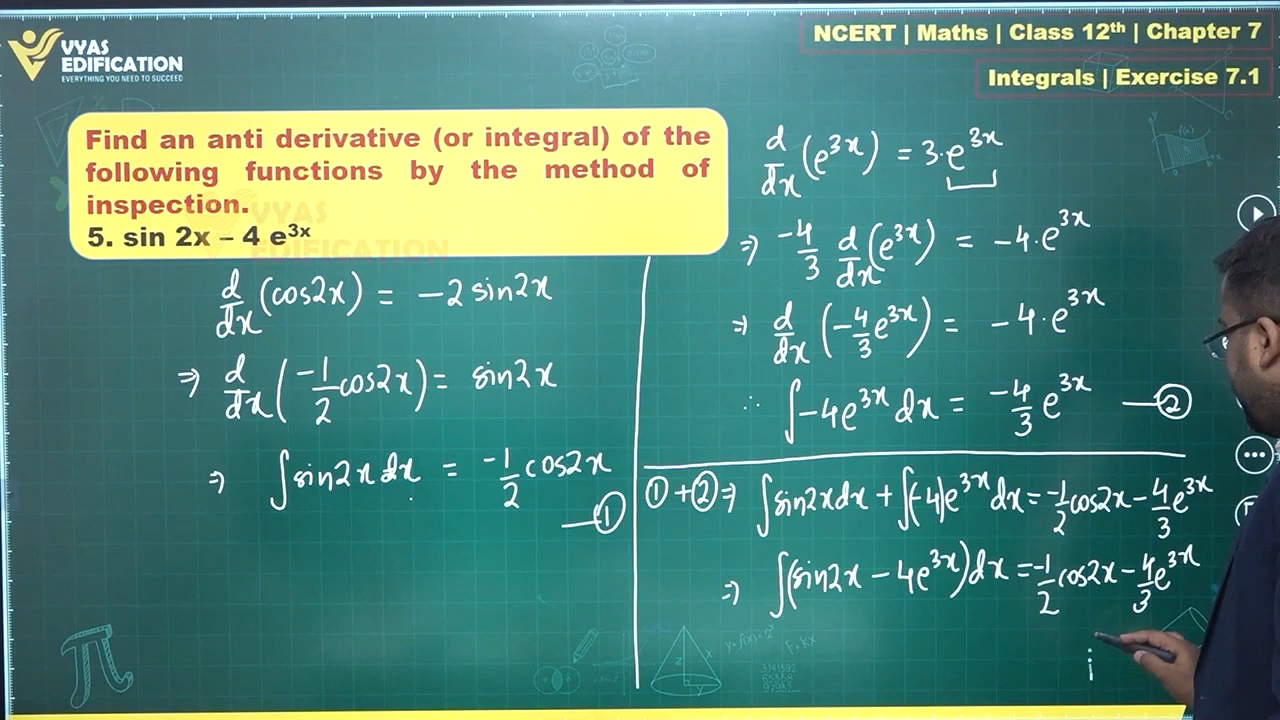 VYAS
EDIFICATION
EVERYTHING YOU NEED TO SUCCEED
NCERT | Maths | Class 12th | Chapter 7
Integrals | Exercise 7.1
Find an anti derivative (or integral) of the
following functions by the method of
inspection.
5. sin 2x – 4 e^{3x}
VYAS
EDIFICATION
d/dx (cos2x) = -2 sin2x
⇒ d/dx (-1/2 cos2x) = sin2x
⇒ ∫sin2x dx = -1/2 cos2x
—①
d/dx (e^{3x}) = 3·e^{3x}
⇒ -4/3 d/dx (e^{3x}) = -4·e^{3x}
⇒ d/dx (-4/3 e^{3x}) = -4·e^{3x}
∴ ∫-4e^{3x} dx = -4/3 e^{3x} —②
①+②⇒ ∫sin2x dx + ∫(-4)e^{3x} dx = -1/2 cos2x - 4/3 e^{3x}
⇒ ∫(sin2x - 4e^{3x})dx = -1/2 cos2x - 4/3 e^{3x}
i